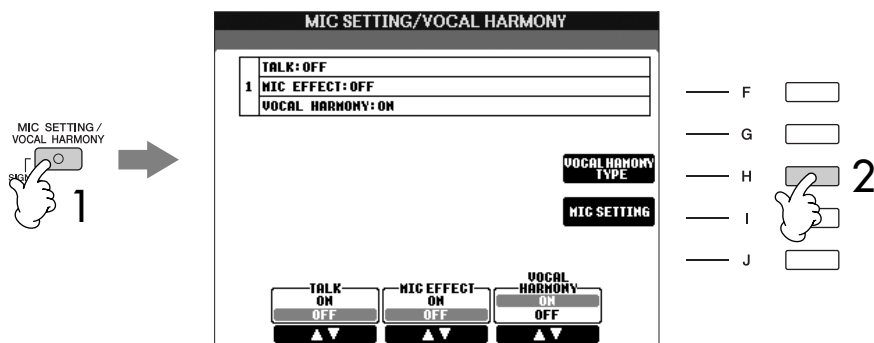 MIC SETTING/VOCAL HARMONY
TALK: OFF
1 MIC EFFECT: OFF
VOCAL HARMONY: ON
MIC SETTING /
VOCAL HARMONY
1
VOCAL HAMONY
TYPE
MIC SETTING
F
G
H
I
J
2
TALK
ON
OFF
MIC EFFECT
ON
OFF
VOCAL
HARMONY
ON
OFF